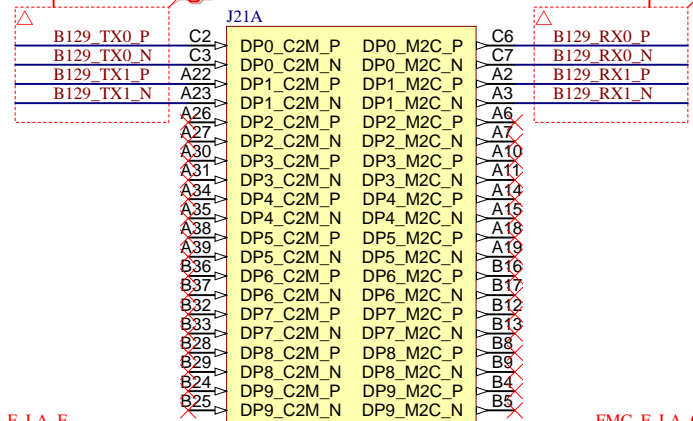 J21A
B129_TX0_P C2 DP0_C2M_P DP0_M2C_P C6 B129_RX0_P
B129_TX0_N C3 DP0_C2M_N DP0_M2C_N C7 B129_RX0_N
B129_TX1_P A22 DP1_C2M_P DP1_M2C_P A2 B129_RX1_P
B129_TX1_N A23 DP1_C2M_N DP1_M2C_N A3 B129_RX1_N
A26 DP2_C2M_P DP2_M2C_P A6
A27 DP2_C2M_N DP2_M2C_N A7
A30 DP3_C2M_P DP3_M2C_P A10
A31 DP3_C2M_N DP3_M2C_N A11
A34 DP4_C2M_P DP4_M2C_P A14
A35 DP4_C2M_N DP4_M2C_N A15
A38 DP5_C2M_P DP5_M2C_P A18
A39 DP5_C2M_N DP5_M2C_N A19
B36 DP6_C2M_P DP6_M2C_P B16
B37 DP6_C2M_N DP6_M2C_N B17
B32 DP7_C2M_P DP7_M2C_P B12
B33 DP7_C2M_N DP7_M2C_N B13
B28 DP8_C2M_P DP8_M2C_P B8
B29 DP8_C2M_N DP8_M2C_N B9
B24 DP9_C2M_P DP9_M2C_P B4
B25 DP9_C2M_N DP9_M2C_N B5